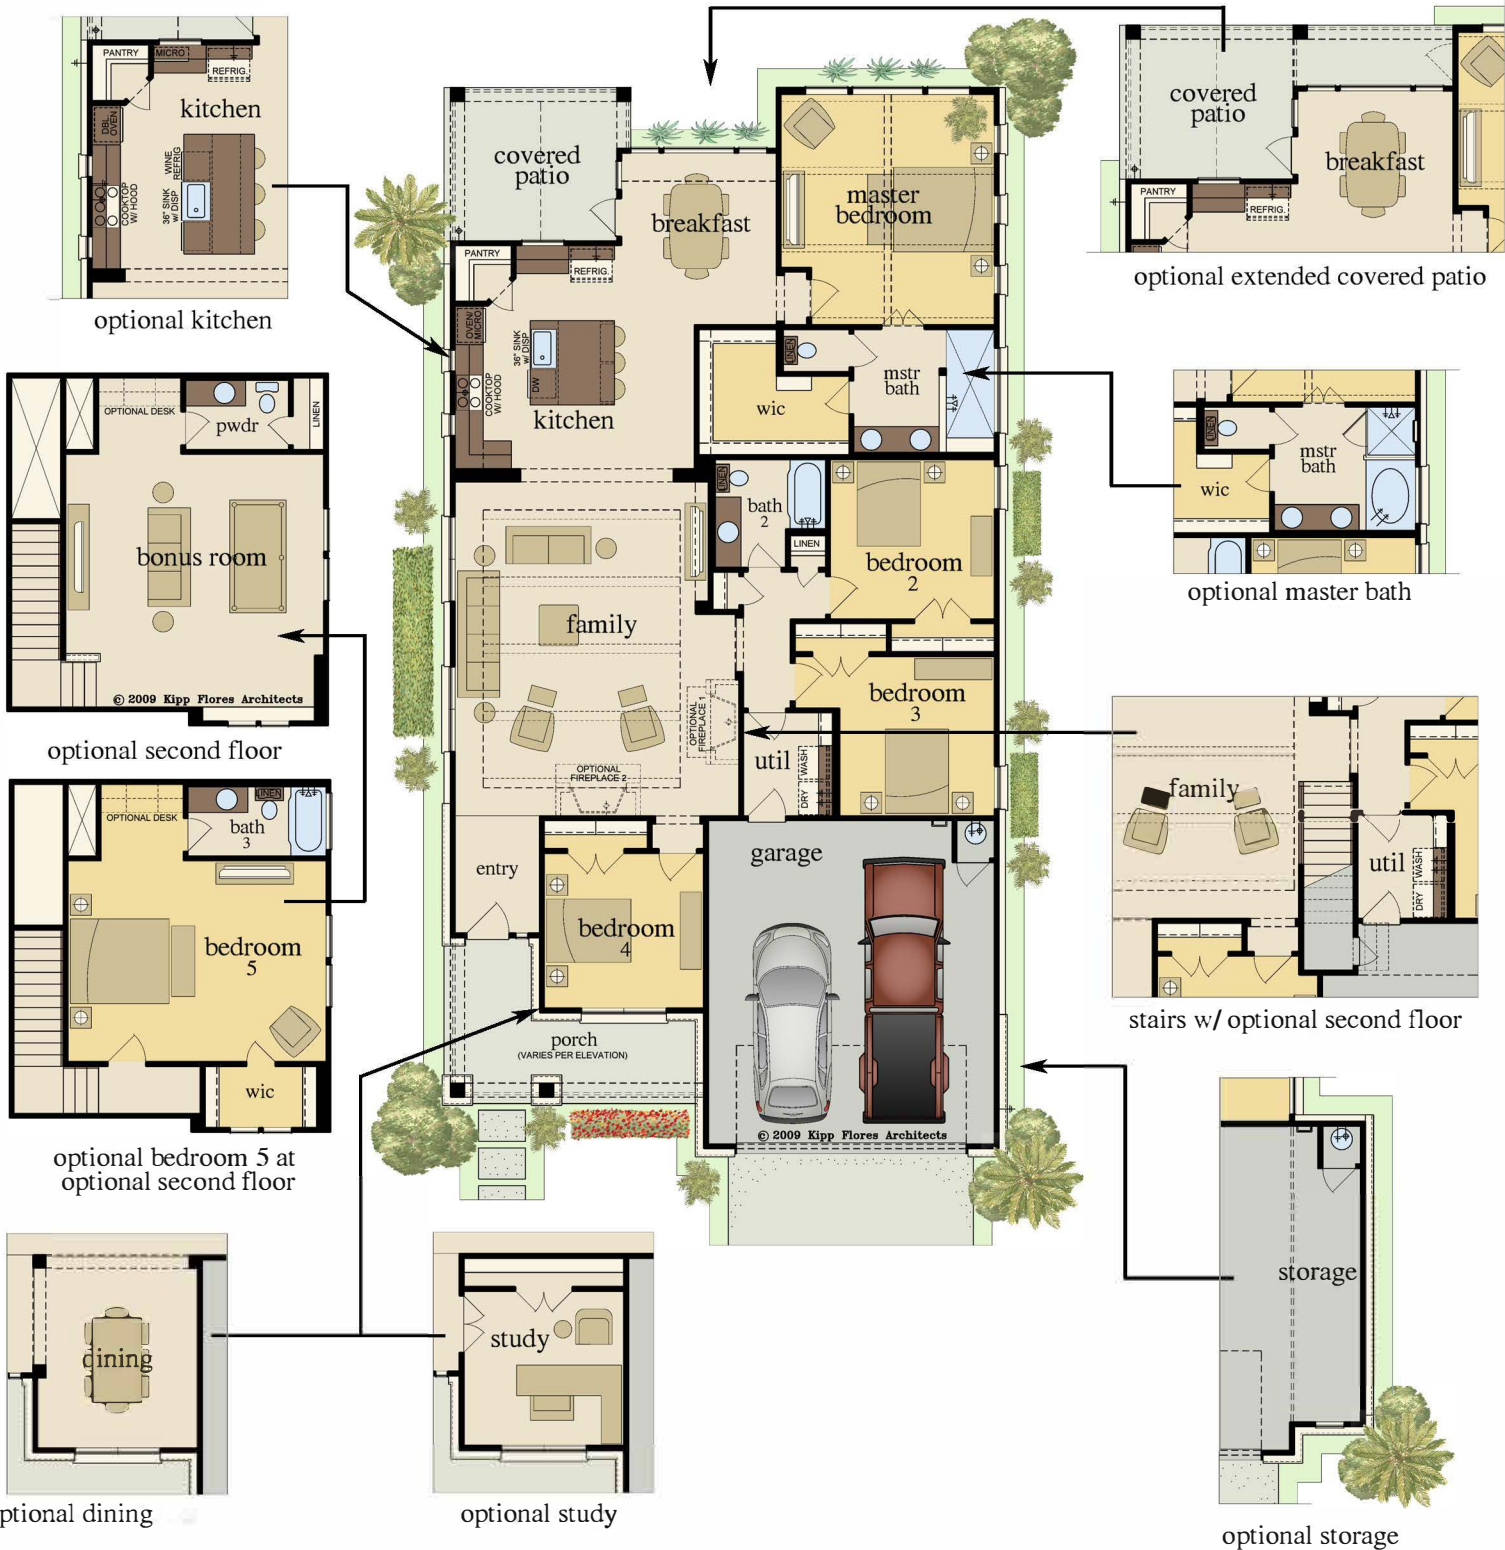 PANTRY
MICRO
REFRIG.
kitchen
DBL.
OVEN
WINE
REFRIG
36" SINK
w/ DISP
COOKTOP
W/ HOOD
optional kitchen
OPTIONAL DESK
pwdr
LINEN
bonus room
© 2009 Kipp Flores Architects
optional second floor
OPTIONAL DESK
LINEN
bath
3
bedroom
5
wic
optional bedroom 5 at
optional second floor
dining
ptional dining
study
optional study
covered
patio
breakfast
master
bedroom
PANTRY
REFRIG.
OVEN/
MICRO
36" SINK
w/ DISP
DW
COOKTOP
W/ HOOD
kitchen
LINEN
mstr
bath
wic
LINEN
bath
2
LINEN
bedroom
2
family
bedroom
3
OPTIONAL
FIREPLACE 1
OPTIONAL
FIREPLACE 2
util
WASH
DRY
entry
garage
bedroom
4
porch
(VARIES PER ELEVATION)
© 2009 Kipp Flores Architects
covered
patio
breakfast
PANTRY
REFRIG.
optional extended covered patio
LINEN
mstr
bath
wic
optional master bath
family
util
WASH
DRY
stairs w/ optional second floor
storage
optional storage